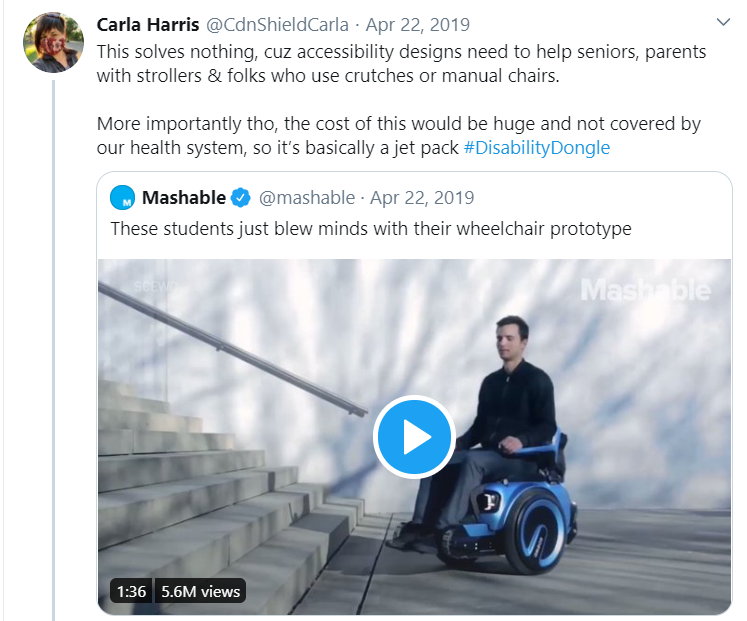 Carla Harris @CdnShieldCarla · Apr 22, 2019
This solves nothing, cuz accessibility designs need to help seniors, parents
with strollers & folks who use crutches or manual chairs.
More importantly tho, the cost of this would be huge and not covered by
our health system, so it's basically a jet pack #DisabilityDongle
M
Mashable @mashable · Apr 22, 2019
These students just blew minds with their wheelchair prototype
Mashable
1:36 5.6M views